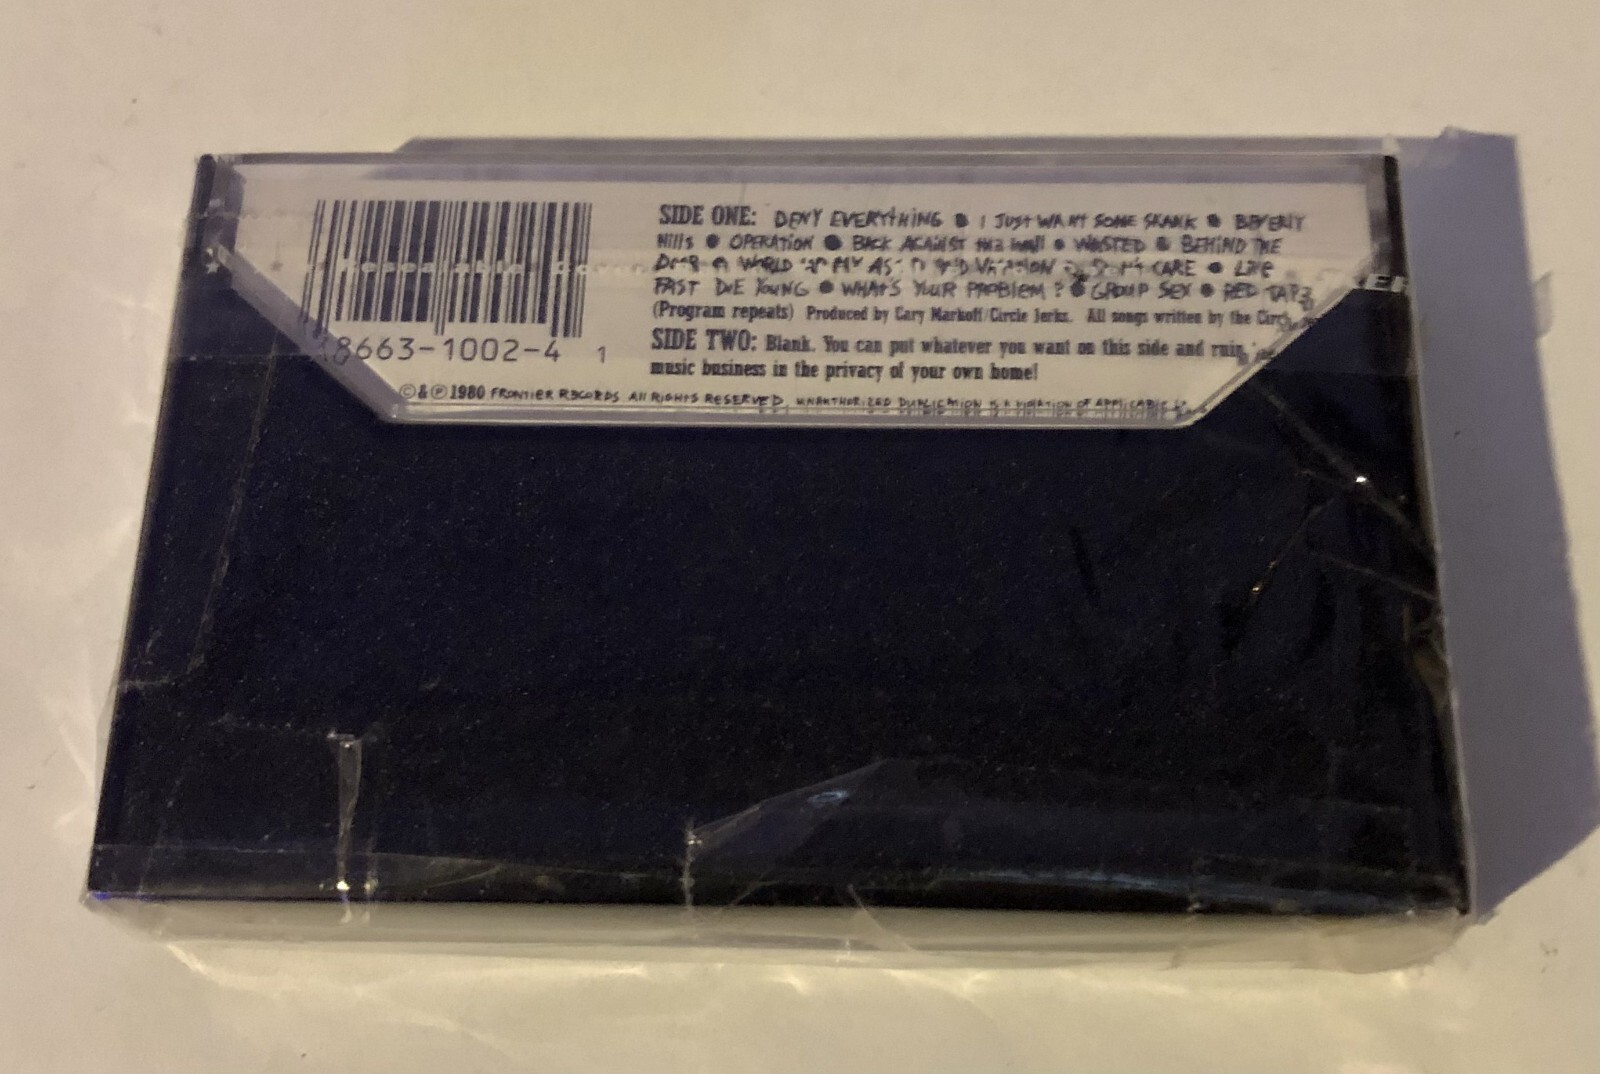 SIDE ONE: DENY EVERYTHING ● I JUST WANT SOME SKANK ● BEVERLY
Hills ● OPERATION ● BACK AGAINST the wall ● WASTED ● BEHIND THE
DOOR ● WORLD UP MY ASS ● CARE ● LIVE
FAST DIE YOUNG ● WHAT'S YOUR PROBLEM? ● GROUP SEX ● RED TAPE
(Program repeats) Produced by Cary Markoff/Circle Jerks. All songs written by the Circle
SIDE TWO: Blank. You can put whatever you want on this side and ruin
music business in the privacy of your own home!
8663-1002-4 1
©&℗1980 FRONTIER RECORDS ALL RIGHTS RESERVED. UNAUTHORIZED DUPLICATION IS A VIOLATION OF APPLICABLE
Resealable